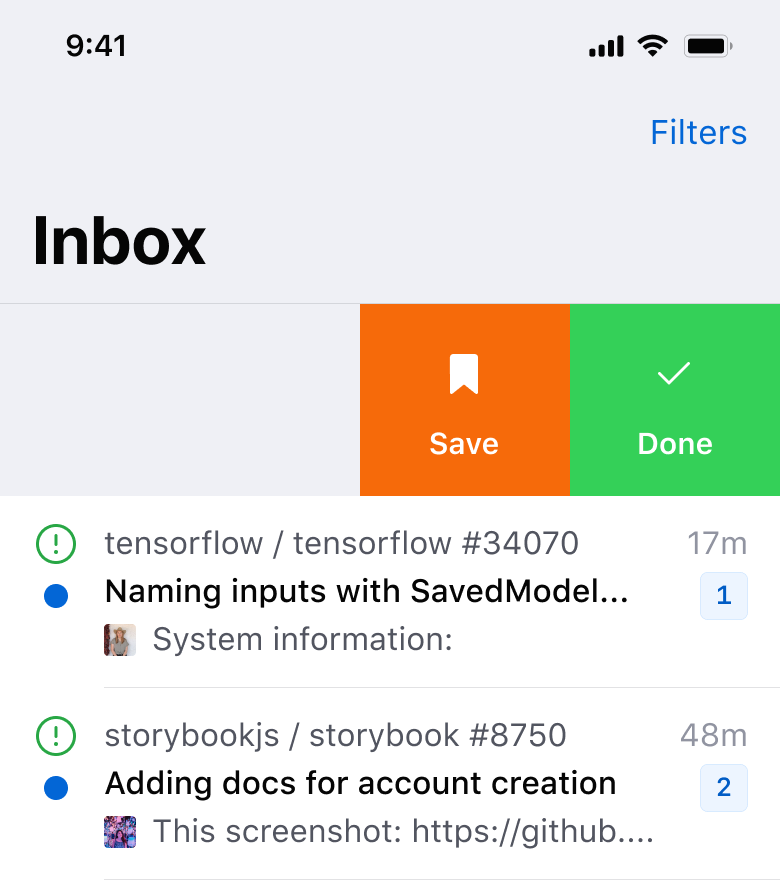 9:41
Filters
Inbox
Save
Done
tensorflow / tensorflow #34070
17m
Naming inputs with SavedModel...
1
System information:
storybookjs / storybook #8750
48m
Adding docs for account creation
2
This screenshot: https://github....